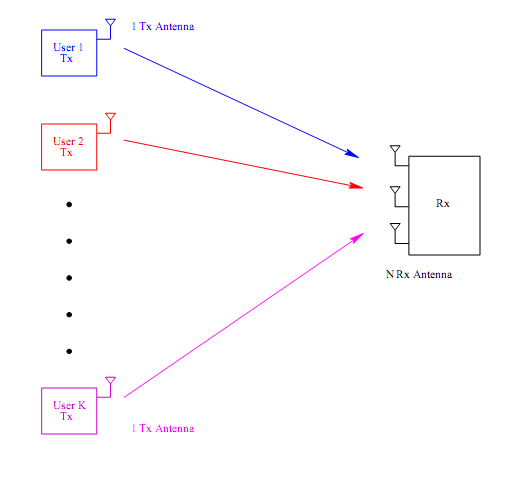 1 Tx Antenna
User 1
Tx
User 2
Tx
Rx
N Rx Antenna
User K
Tx
1 Tx Antenna